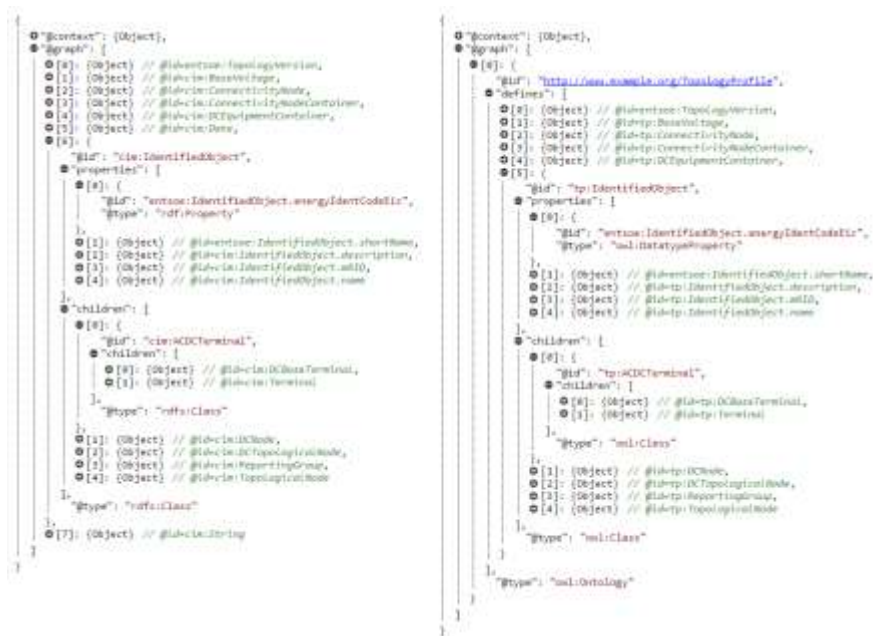 {
"@context": {Object},
"@graph": [
[0]: {Object} // @id=entsoe:TopologyVersion,
[1]: {Object} // @id=cim:BaseVoltage,
[2]: {Object} // @id=cim:ConnectivityNode,
[3]: {Object} // @id=cim:ConnectivityNodeContainer,
[4]: {Object} // @id=cim:DCEquipmentContainer,
[5]: {Object} // @id=cim:Date,
[6]: {
"@id": "cim:IdentifiedObject",
"properties": [
[0]: {
"@id": "entsoe:IdentifiedObject.energyIdentCodeEic",
"@type": "rdf:Property"
},
[1]: {Object} // @id=entsoe:IdentifiedObject.shortName,
[2]: {Object} // @id=cim:IdentifiedObject.description,
[3]: {Object} // @id=cim:IdentifiedObject.mRID,
[4]: {Object} // @id=cim:IdentifiedObject.name
],
"children": [
[0]: {
"@id": "cim:ACDCTerminal",
"children": [
[0]: {Object} // @id=cim:DCBaseTerminal,
[1]: {Object} // @id=cim:Terminal
],
"@type": "rdfs:Class"
},
[1]: {Object} // @id=cim:DCNode,
[2]: {Object} // @id=cim:DCTopologicalNode,
[3]: {Object} // @id=cim:ReportingGroup,
[4]: {Object} // @id=cim:TopologicalNode
],
"@type": "rdfs:Class"
},
[7]: {Object} // @id=cim:String
]
}
{
"@context": {Object},
"@graph": [
[0]: {
"@id": "http://www.example.org/TopologyProfile",
"defines": [
[0]: {Object} // @id=entsoe:TopologyVersion,
[1]: {Object} // @id=tp:BaseVoltage,
[2]: {Object} // @id=tp:ConnectivityNode,
[3]: {Object} // @id=tp:ConnectivityNodeContainer,
[4]: {Object} // @id=tp:DCEquipmentContainer,
[5]: {
"@id": "tp:IdentifiedObject",
"properties": [
[0]: {
"@id": "entsoe:IdentifiedObject.energyIdentCodeEic",
"@type": "owl:DatatypeProperty"
},
[1]: {Object} // @id=entsoe:IdentifiedObject.shortName,
[2]: {Object} // @id=tp:IdentifiedObject.description,
[3]: {Object} // @id=tp:IdentifiedObject.mRID,
[4]: {Object} // @id=tp:IdentifiedObject.name
],
"children": [
[0]: {
"@id": "tp:ACDCTerminal",
"children": [
[0]: {Object} // @id=tp:DCBaseTerminal,
[1]: {Object} // @id=tp:Terminal
],
"@type": "owl:Class"
},
[1]: {Object} // @id=tp:DCNode,
[2]: {Object} // @id=tp:DCTopologicalNode,
[3]: {Object} // @id=tp:ReportingGroup,
[4]: {Object} // @id=tp:TopologicalNode
],
"@type": "owl:Class"
}
],
"@type": "owl:Ontology"
}
]
}